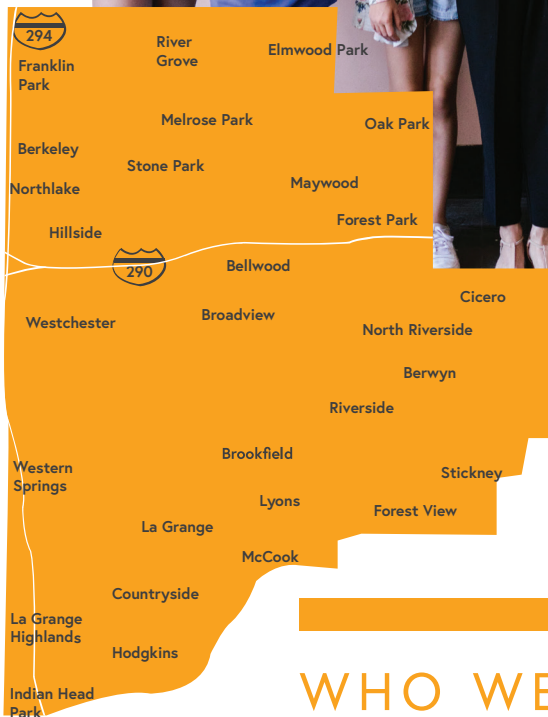 294
River
Grove
Elmwood Park
Franklin
Park
Melrose Park
Oak Park
Berkeley
Stone Park
Northlake
Maywood
Forest Park
Hillside
290
Bellwood
Cicero
Broadview
Westchester
North Riverside
Berwyn
Riverside
Brookfield
Western
Springs
Stickney
Lyons
Forest View
La Grange
McCook
Countryside
La Grange
Highlands
Hodgkins
Indian Head
Park
WHO WE